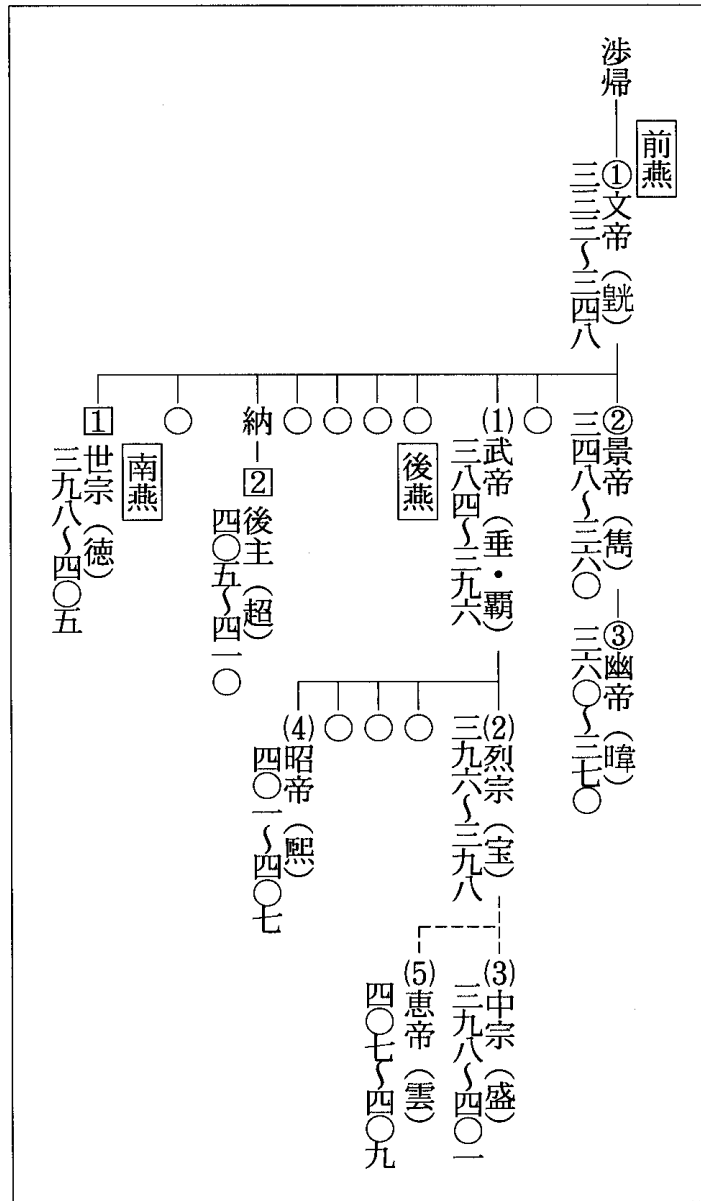 前燕
渉帰
①文帝（皝）
三三三〜三四八
②景帝（雋）
三四八〜三六〇
③幽帝（暐）
三六〇〜三七〇
○
後燕
(1)武帝（垂・覇）
三八四〜三九六
(2)烈宗（宝）
三九六〜三九八
(3)中宗（盛）
三九八〜四〇一
(5)恵帝（雲）
四〇七〜四〇九
○
○
○
(4)昭帝（熙）
四〇一〜四〇七
○
○
○
○
納
2後主（超）
四〇五〜四一〇
○
南燕
1世宗（徳）
三九八〜四〇五